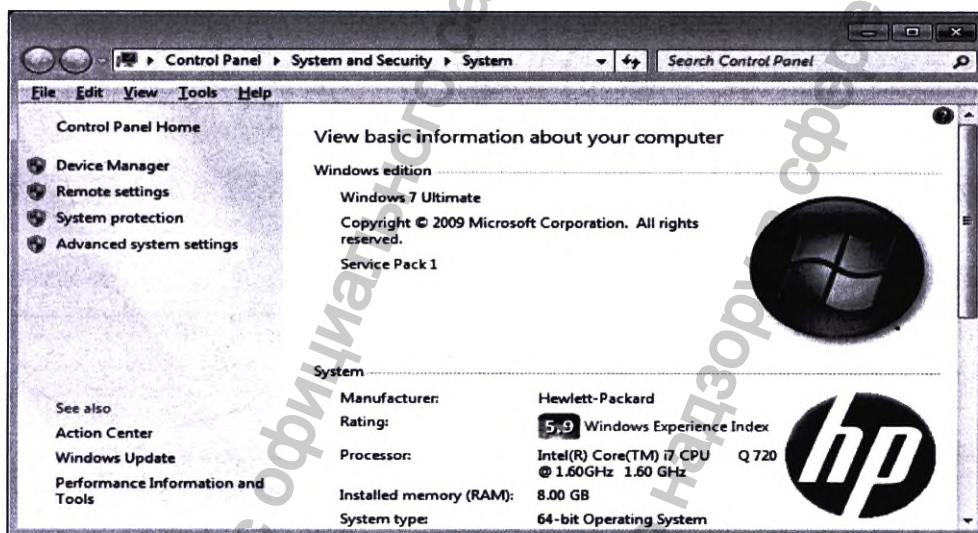 Control Panel ▸ System and Security ▸ System
Search Control Panel
File Edit View Tools Help
Control Panel Home
Device Manager
Remote settings
System protection
Advanced system settings
See also
Action Center
Windows Update
Performance Information and
Tools
View basic information about your computer
Windows edition
Windows 7 Ultimate
Copyright © 2009 Microsoft Corporation. All rights
reserved.
Service Pack 1
System
Manufacturer: Hewlett-Packard
Rating: 5,9 Windows Experience Index
Processor: Intel(R) Core(TM) i7 CPU Q 720
@ 1.60GHz 1.60 GHz
Installed memory (RAM): 8.00 GB
System type: 64-bit Operating System
hp
официального
надзору
сфере